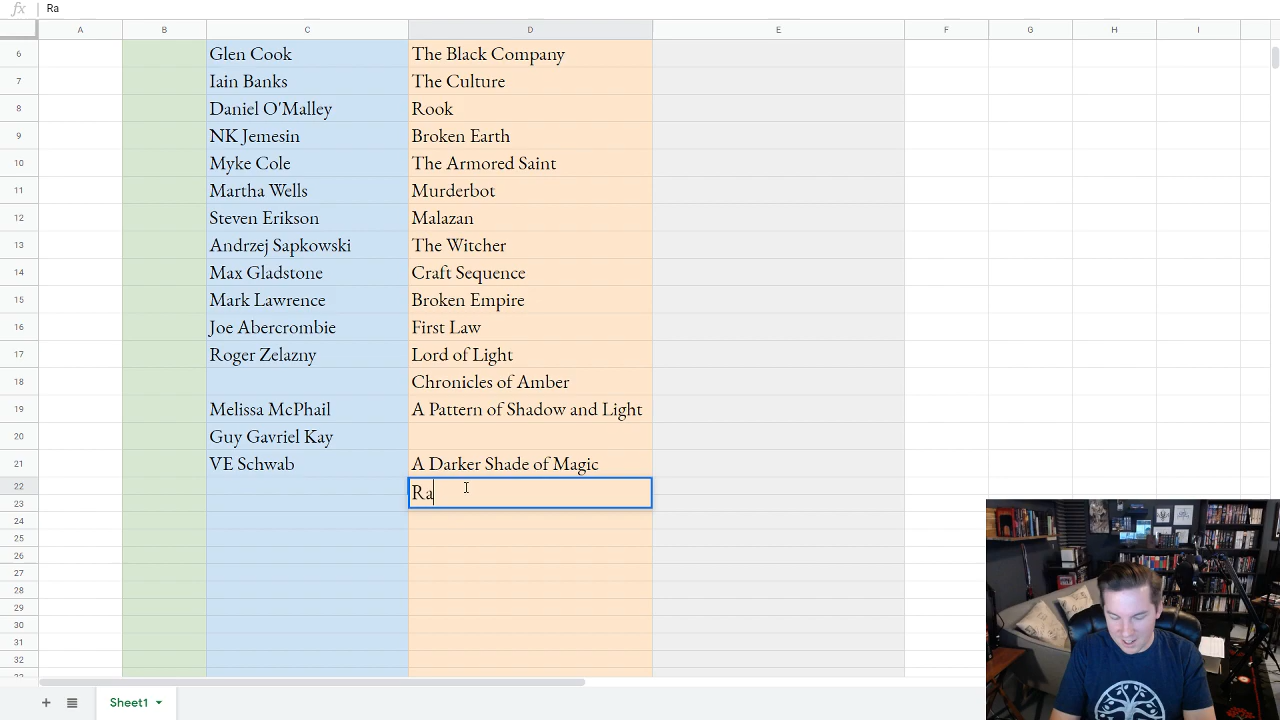 fx Ra
A B C D E F G H I
6 Glen Cook The Black Company
7 Iain Banks The Culture
8 Daniel O'Malley Rook
9 NK Jemesin Broken Earth
10 Myke Cole The Armored Saint
11 Martha Wells Murderbot
12 Steven Erikson Malazan
13 Andrzej Sapkowski The Witcher
14 Max Gladstone Craft Sequence
15 Mark Lawrence Broken Empire
16 Joe Abercrombie First Law
17 Roger Zelazny Lord of Light
18 Chronicles of Amber
19 Melissa McPhail A Pattern of Shadow and Light
20 Guy Gavriel Kay
21 VE Schwab A Darker Shade of Magic
22 Ra
23
24
25
26
27
28
29
30
31
32
Sheet1